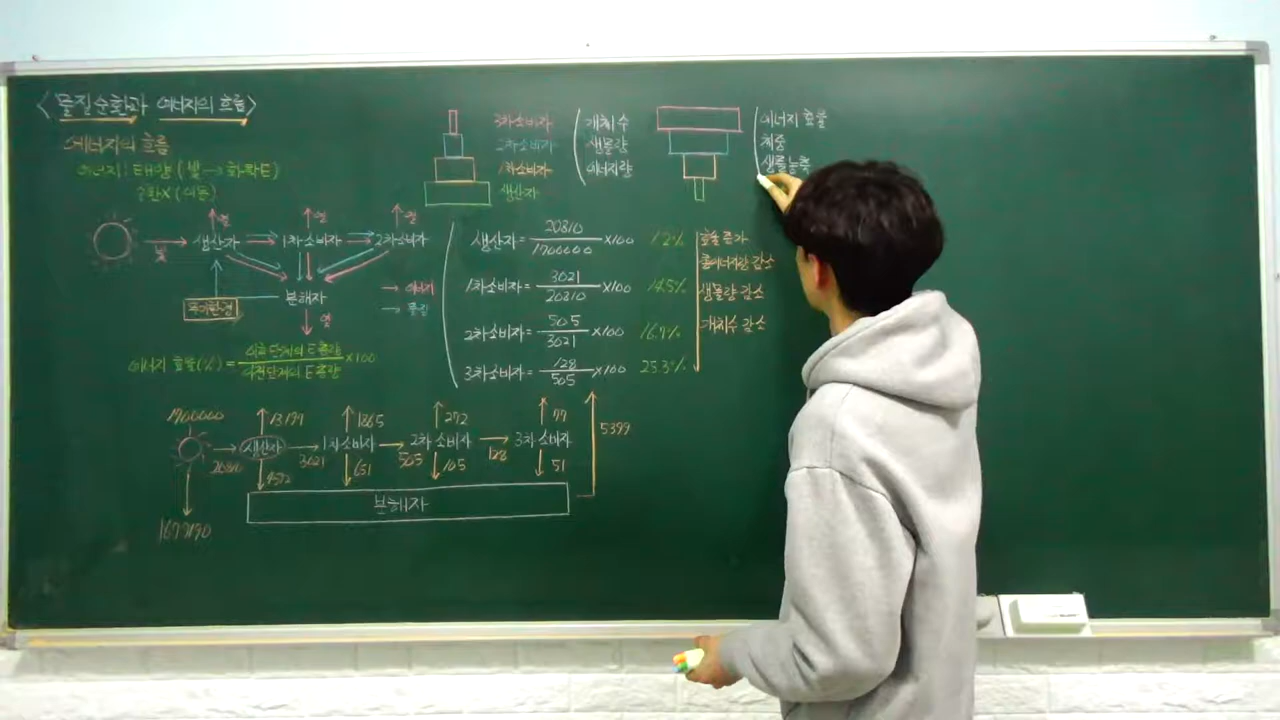 <물질순환과 에너지의 흐름>
에너지의 흐름
에너지: 태양 (빛 → 화학E)
순환X (이동)
열
열
열
빛
생산자
1차소비자
2차소비자
분해자
열
→ 에너지
→ 물질
에너지 효율(%) = 이후단계의 E총량 / 이전단계의 E총량 ×100
3차소비자
2차소비자
1차소비자
생산자
개체수
생물량
에너지량
에너지 효율
체중
생물농축
생산자 = 20810 / 1700000 ×100 1.2%
1차소비자 = 3021 / 20810 ×100 14.5%
2차소비자 = 505 / 3021 ×100 16.7%
3차소비자 = 128 / 505 ×100 25.3%
효율 증가
총에너지량 감소
생물량 감소
개체수 감소
1700000
13197
1865
272
77
5399
생산자
1차소비자
2차 소비자
3차 소비자
20810
3021
505
128
4592
651
105
51
분해자
1679190